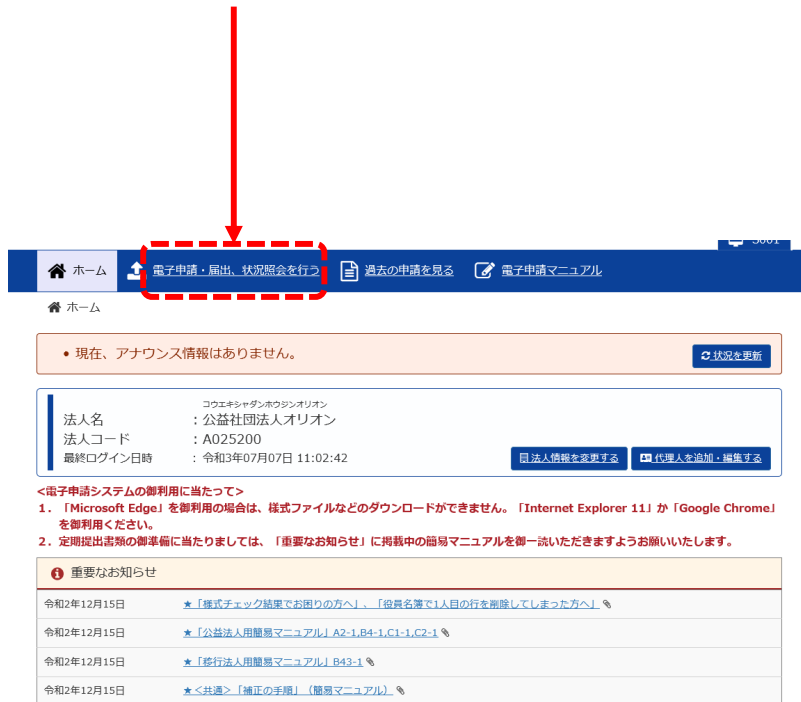 3001
ホーム 電子申請・届出、状況照会を行う 過去の申請を見る 電子申請マニュアル
ホーム
• 現在、アナウンス情報はありません。
状況を更新
コウエキシャダンホウジンオリオン
法人名 : 公益社団法人オリオン
法人コード : A025200
最終ログイン日時 : 令和3年07月07日 11:02:42
法人情報を変更する 代理人を追加・編集する
<電子申請システムの御利用に当たって>
1．「Microsoft Edge」を御利用の場合は、様式ファイルなどのダウンロードができません。「Internet Explorer 11」か「Google Chrome」
を御利用ください。
2．定期提出書類の御準備に当たりましては、「重要なお知らせ」に掲載中の簡易マニュアルを御一読いただきますようお願いいたします。
重要なお知らせ
令和2年12月15日 ★「様式チェック結果でお困りの方へ」、「役員名簿で1人目の行を削除してしまった方へ」
令和2年12月15日 ★「公益法人用簡易マニュアル」A2-1,B4-1,C1-1,C2-1
令和2年12月15日 ★「移行法人用簡易マニュアル」B43-1
令和2年12月15日 ★<共通>「補正の手順」（簡易マニュアル）